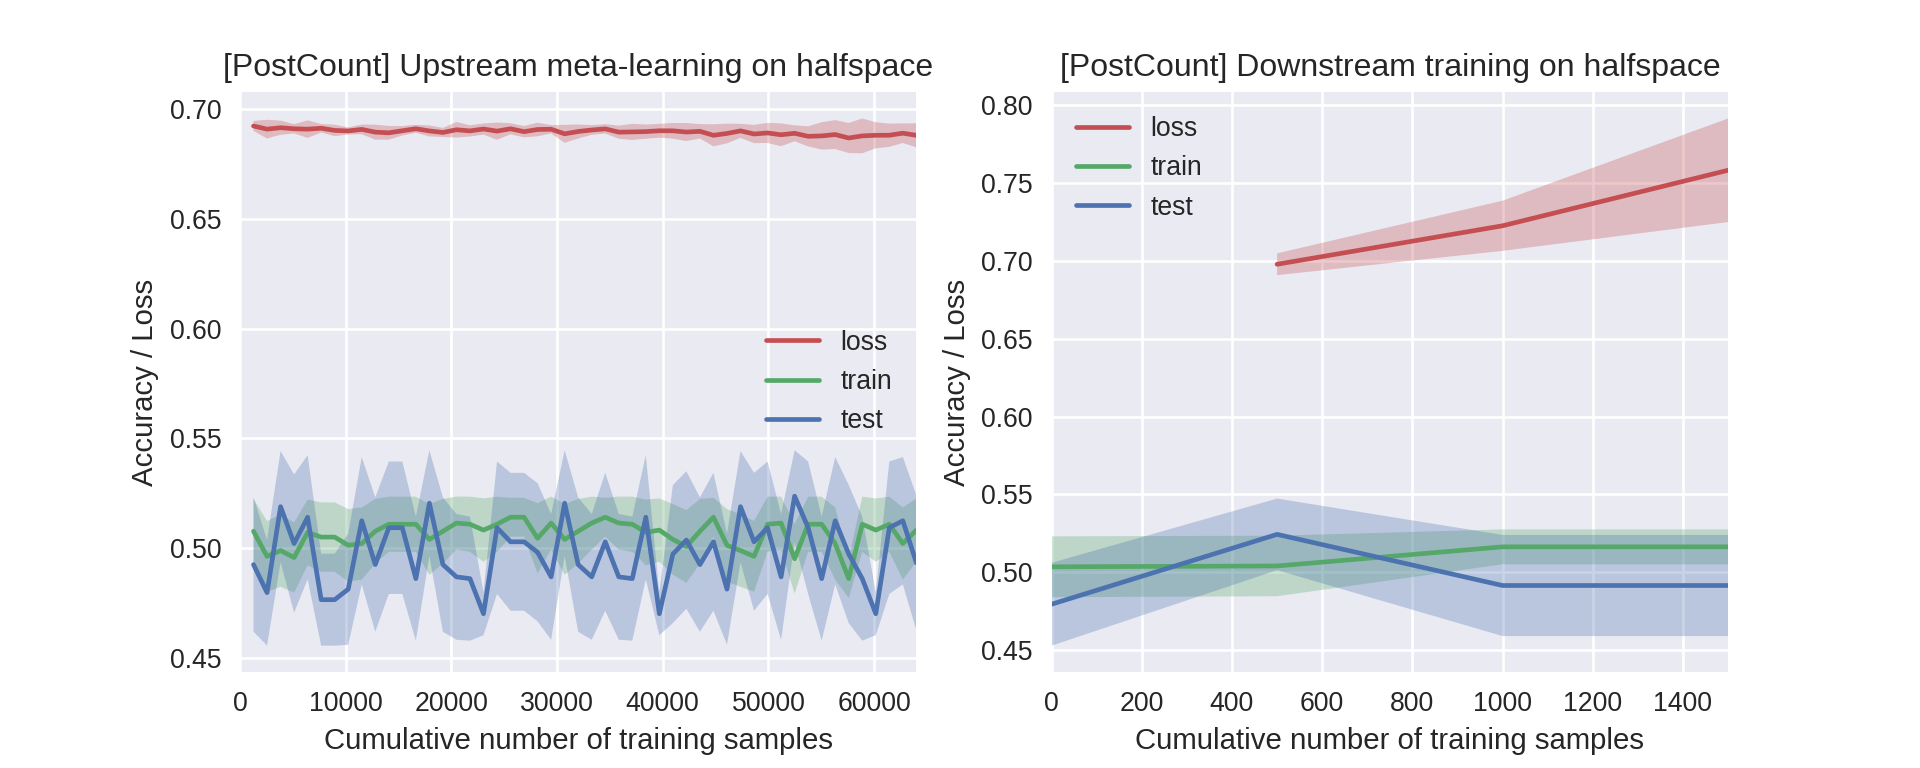 [PostCount] Upstream meta-learning on halfspace
0.70
0.65
0.60
0.55
0.50
0.45
Accuracy / Loss
loss
train
test
0 10000 20000 30000 40000 50000 60000
Cumulative number of training samples
[PostCount] Downstream training on halfspace
0.80
0.75
0.70
0.65
0.60
0.55
0.50
0.45
Accuracy / Loss
loss
train
test
0 200 400 600 800 1000 1200 1400
Cumulative number of training samples